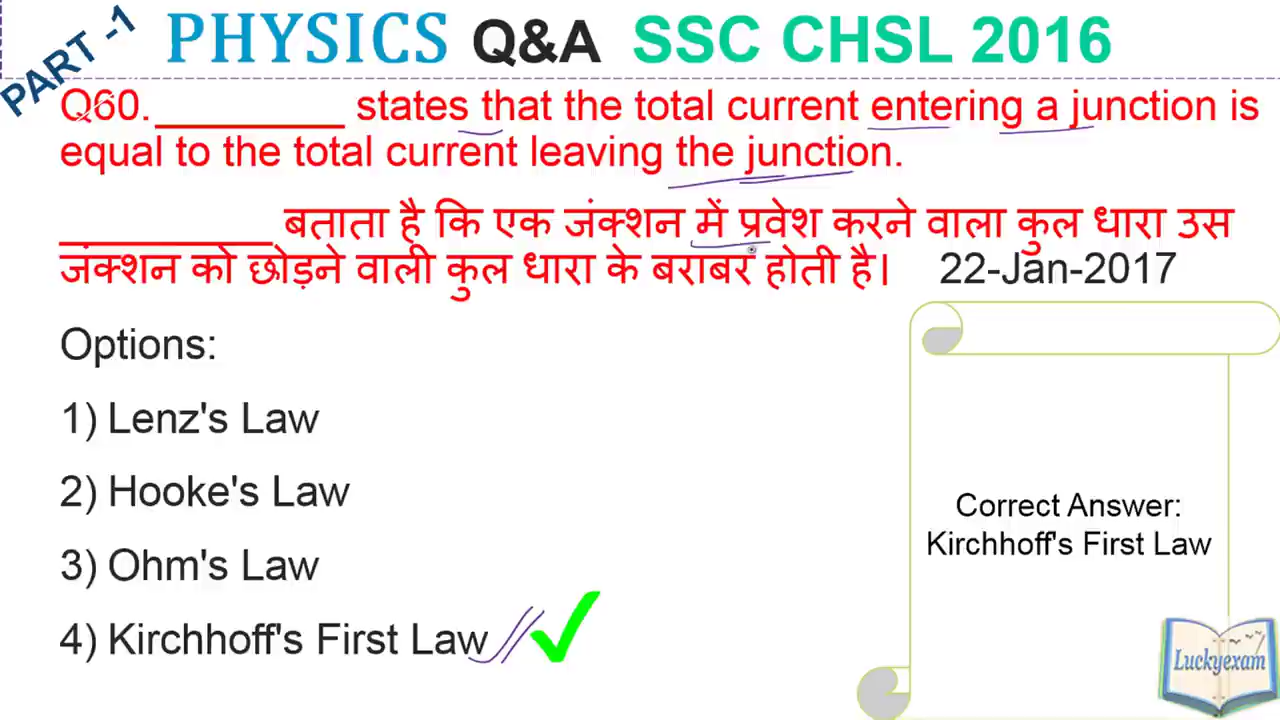 PART -1
PHYSICS Q&A SSC CHSL 2016
Q60.________ states that the total current entering a junction is
equal to the total current leaving the junction.
_________ बताता है कि एक जंक्शन में प्रवेश करने वाला कुल धारा उस
जंक्शन को छोड़ने वाली कुल धारा के बराबर होती है। 22-Jan-2017
Options:
1) Lenz's Law
2) Hooke's Law
3) Ohm's Law
4) Kirchhoff's First Law
Correct Answer:
Kirchhoff's First Law
Luckyexam